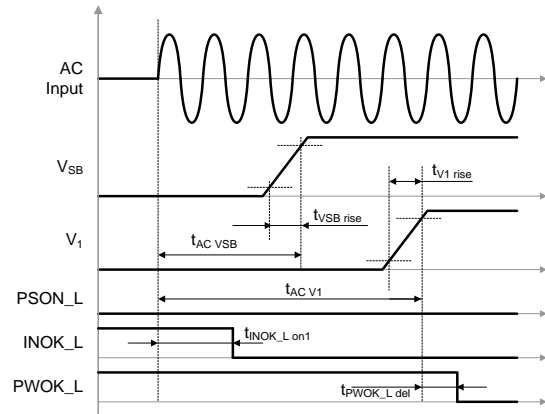 AC
Input
VSB
tV1 rise
tVSB rise
V1
tAC VSB
PSON_L
tAC V1
INOK_L
tINOK_L on1
PWOK_L
tPWOK_L del